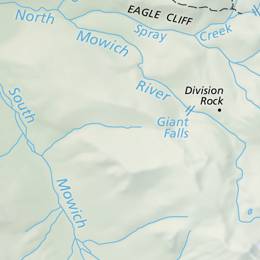 EAGLE CLIFF
North Mowich River
Spray Creek
Division
Rock
Giant
Falls
South Mowich